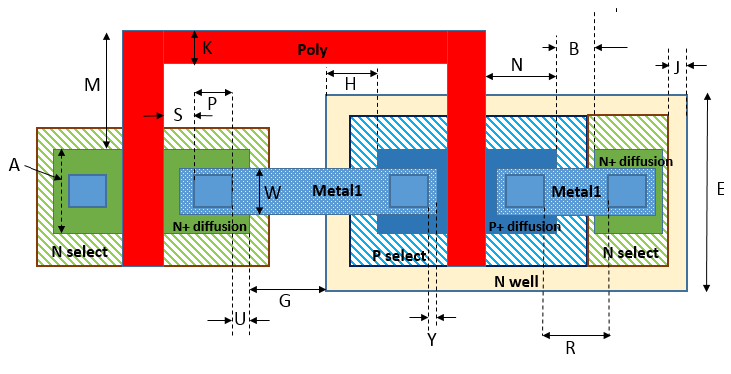 K
Poly
B
N
J
M
H
P
S
N+ diffusion
A
W
Metal1
Metal1
E
N+ diffusion
P+ diffusion
N select
P select
N select
N well
G
U
Y
R